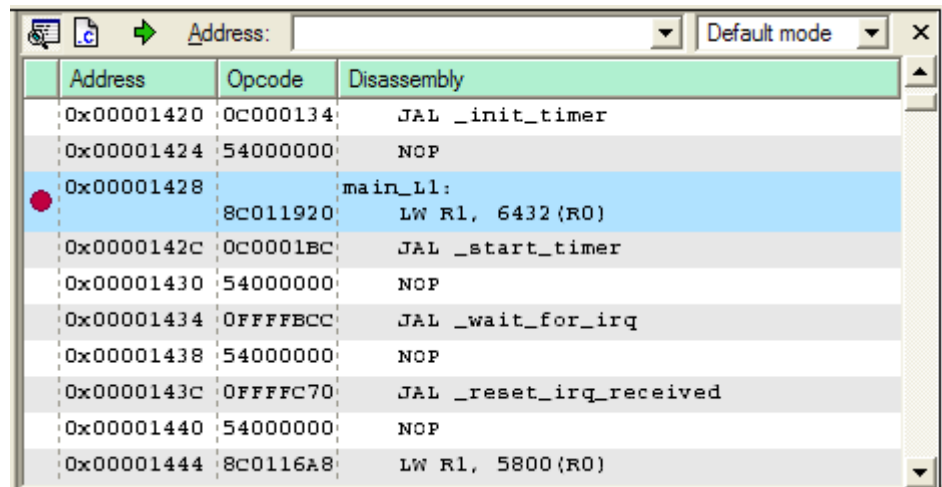 .c Address: Default mode
Address Opcode Disassembly
0x00001420 0C000134 JAL _init_timer
0x00001424 54000000 NOP
0x00001428 main_L1:
8C011920 LW R1, 6432(R0)
0x0000142C 0C0001BC JAL _start_timer
0x00001430 54000000 NOP
0x00001434 0FFFFBCC JAL _wait_for_irq
0x00001438 54000000 NOP
0x0000143C 0FFFFC70 JAL _reset_irq_received
0x00001440 54000000 NOP
0x00001444 8C0116A8 LW R1, 5800(R0)